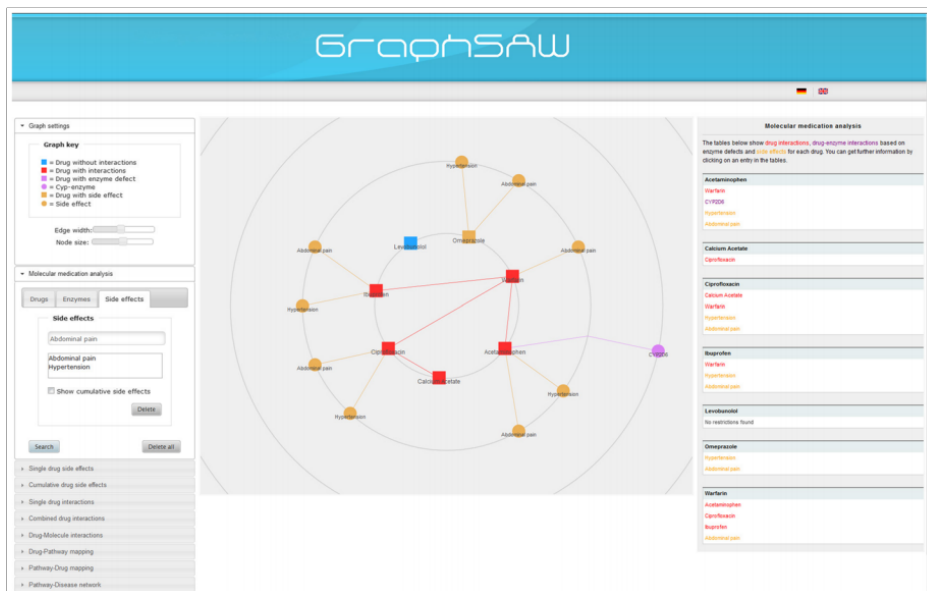 GraphSAW
Graph settings
Graph key
= Drug without interactions
= Drug with interactions
= Drug with enzyme defect
= Cyp-enzyme
= Drug with side effect
= Side effect
Edge width:
Node size:
Molecular medication analysis
Drugs Enzymes Side effects
Side effects
Abdominal pain
Abdominal pain
Hypertension
Show cumulative side effects
Delete
Search Delete all
Single drug side effects
Cumulative drug side effects
Single drug interactions
Combined drug interactions
Drug-Molecule interactions
Drug-Pathway mapping
Pathway-Drug mapping
Pathway-Disease network
Hypertension
Abdominal pain
Levobunolol
Omeprazole
Abdominal pain
Abdominal pain
Warfarin
Ibuprofen
Hypertension
Ciprofloxacin
Acetaminophen
CYP2D6
Abdominal pain
Calcium Acetate
Hypertension
Hypertension
Abdominal pain
Molecular medication analysis
The tables below show drug interactions, drug-enzyme interactions based on
enzyme defects and side effects for each drug. You can get further information by
clicking on an entry in the tables.
Acetaminophen
Warfarin
CYP2D6
Hypertension
Abdominal pain
Calcium Acetate
Ciprofloxacin
Ciprofloxacin
Calcium Acetate
Warfarin
Hypertension
Abdominal pain
Ibuprofen
Warfarin
Hypertension
Abdominal pain
Levobunolol
No restrictions found
Omeprazole
Hypertension
Abdominal pain
Warfarin
Acetaminophen
Ciprofloxacin
Ibuprofen
Abdominal pain